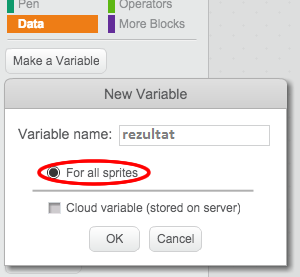 Pen Operators
Data More Blocks
Make a Variable
New Variable
Variable name: rezultat
For all sprites
Cloud variable (stored on server)
OK Cancel